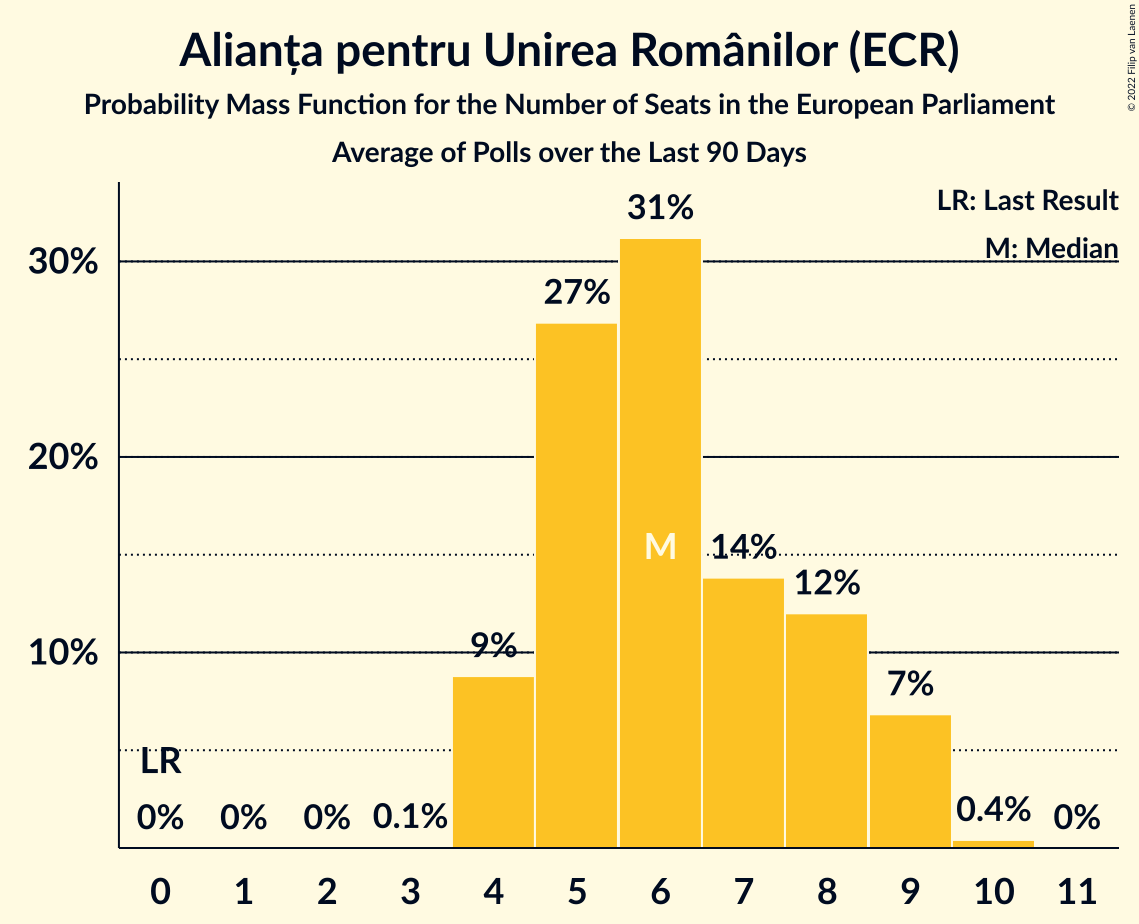 Alianța pentru Unirea Românilor (ECR)
Probability Mass Function for the Number of Seats in the European Parliament
Average of Polls over the Last 90 Days
© 2022 Filip van Laenen
LR: Last Result
M: Median
30%
20%
10%
LR
0%
0%
0%
0.1%
9%
27%
31%
M
14%
12%
7%
0.4%
0%
0 1 2 3 4 5 6 7 8 9 10 11